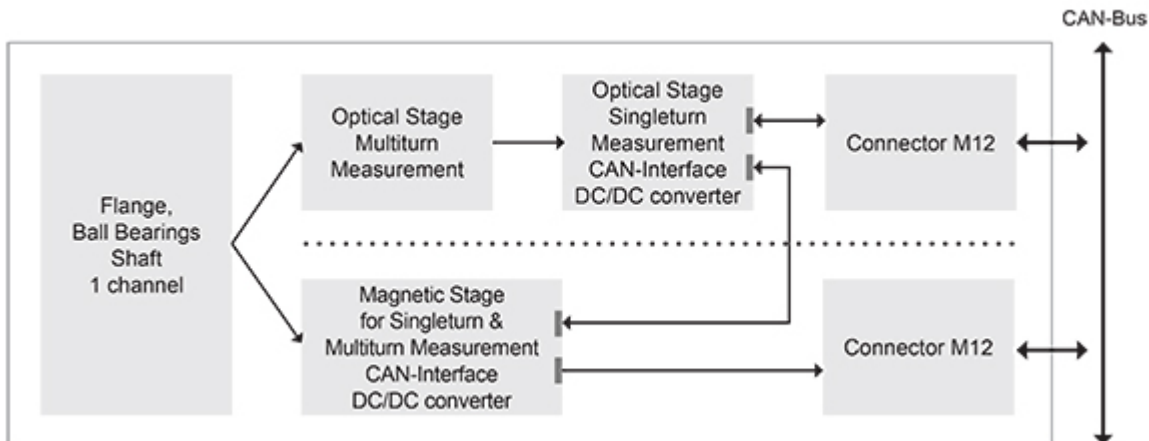 CAN-Bus
Flange,
Ball Bearings
Shaft
1 channel
Optical Stage
Multiturn
Measurement
Optical Stage
Singleturn
Measurement
CAN-Interface
DC/DC converter
Connector M12
Magnetic Stage
for Singleturn &
Multiturn Measurement
CAN-Interface
DC/DC converter
Connector M12